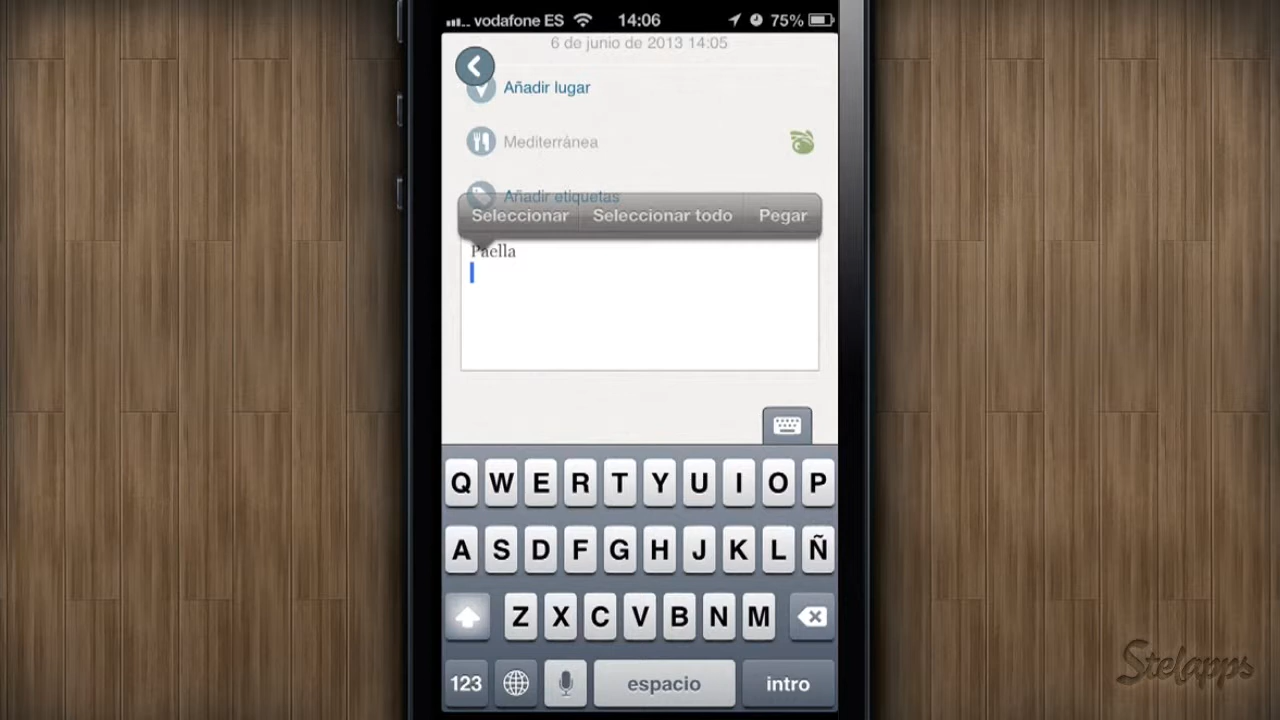 vodafone ES 14:06 75%
6 de junio de 2013 14:05
Añadir lugar
Mediterránea
Añadir etiquetas
Seleccionar Seleccionar todo Pegar
Paella
Q W E R T Y U I O P
A S D F G H J K L Ñ
Z X C V B N M
123 espacio intro
Stelapps